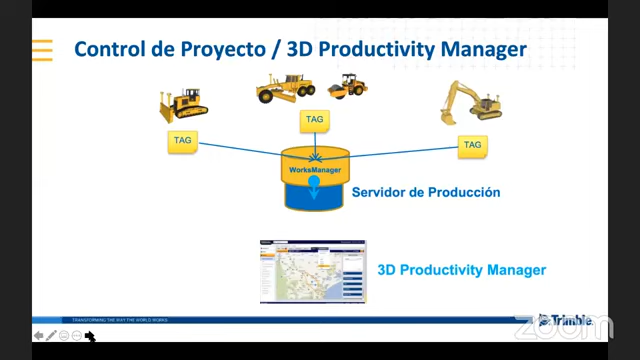 Control de Proyecto / 3D Productivity Manager
TAG
TAG
TAG
WorksManager
Servidor de Producción
3D Productivity Manager
TRANSFORMING THE WAY THE WORLD WORKS
Trimble
zoom